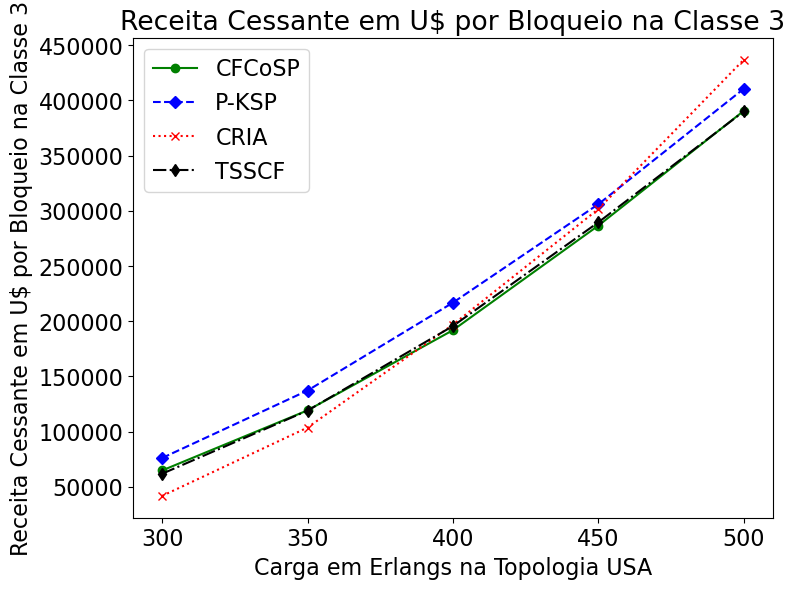 Receita Cessante em U$ por Bloqueio na Classe 3
Receita Cessante em U$ por Bloqueio na Classe 3
450000
400000
350000
300000
250000
200000
150000
100000
50000
CFCoSP
P-KSP
CRIA
TSSCF
300 350 400 450 500
Carga em Erlangs na Topologia USA